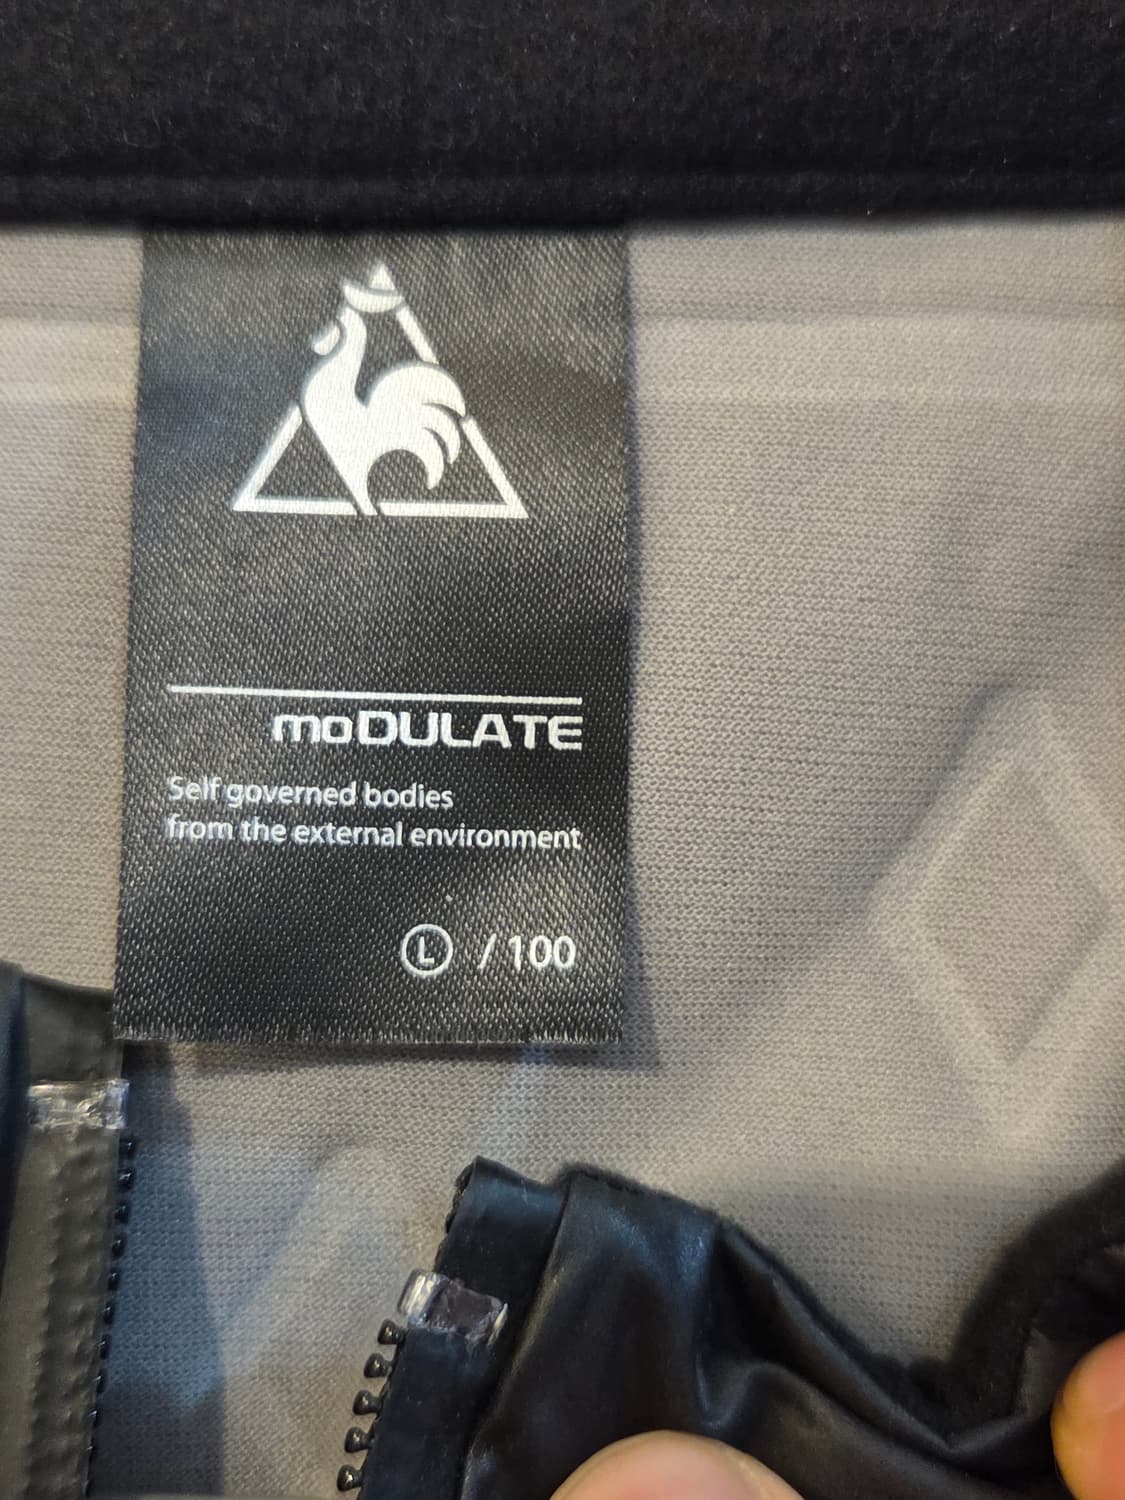 moDULATE
Self governed bodies
from the external environment
L / 100